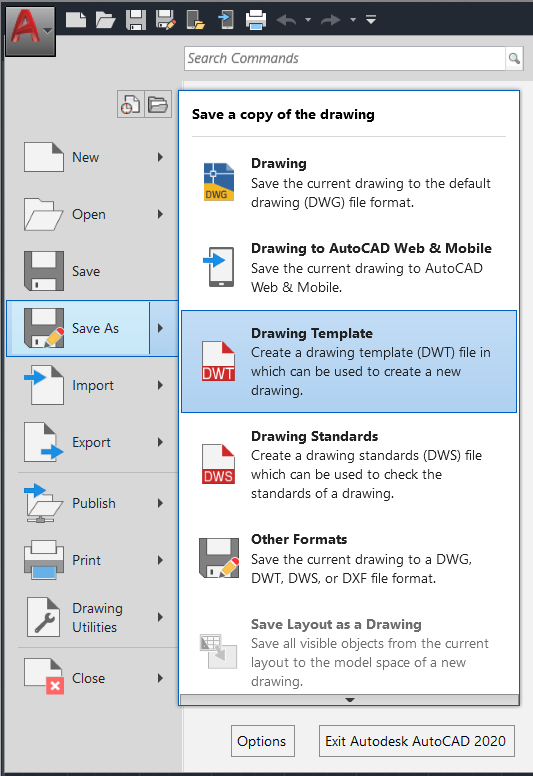 Search Commands
Save a copy of the drawing
New
Open
Save
Save As
Import
Export
Publish
Print
Drawing
Utilities
Close
Drawing
Save the current drawing to the default
drawing (DWG) file format.
DWG
Drawing to AutoCAD Web & Mobile
Save the current drawing to AutoCAD
Web & Mobile.
Drawing Template
Create a drawing template (DWT) file in
which can be used to create a new
drawing.
DWT
Drawing Standards
Create a drawing standards (DWS) file
which can be used to check the
standards of a drawing.
DWS
Other Formats
Save the current drawing to a DWG,
DWT, DWS, or DXF file format.
Save Layout as a Drawing
Save all visible objects from the current
layout to the model space of a new
drawing.
Options
Exit Autodesk AutoCAD 2020